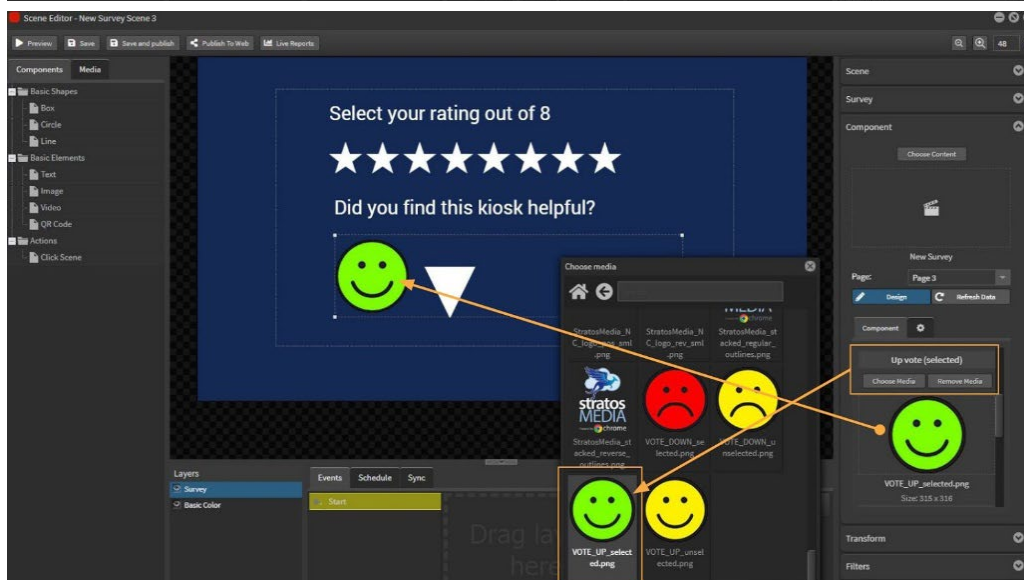 Scene Editor - New Survey Scene 3
Preview
Save
Save and publish
Publish To Web
Live Reports
48
Components
Media
Basic Shapes
Box
Circle
Line
Basic Elements
Text
Image
Video
QR Code
Actions
Click Scene
Select your rating out of 8
Did you find this kiosk helpful?
Choose media
MEDIA
chrome
StratosMedia_N
C_logo_pos_sml
.png
StratosMedia_N
C_logo_rev_sml
.png
StratosMedia_st
acked_regular_
outlines.png
stratos
MEDIA
chrome
StratosMedia_st
acked_reverse_
outlines.png
VOTE_DOWN_se
lected.png
VOTE_DOWN_u
nselected.png
VOTE_UP_select
ed.png
VOTE_UP_unsel
ected.png
Scene
Survey
Component
Choose Content
New Survey
Page:
Page 3
Design
Refresh Data
Component
Up vote (selected)
Choose Media
Remove Media
VOTE_UP_selected.png
Size: 315 x 316
Transform
Filters
Layers
Survey
Basic Color
Events
Schedule
Sync
Start
Drag la
here